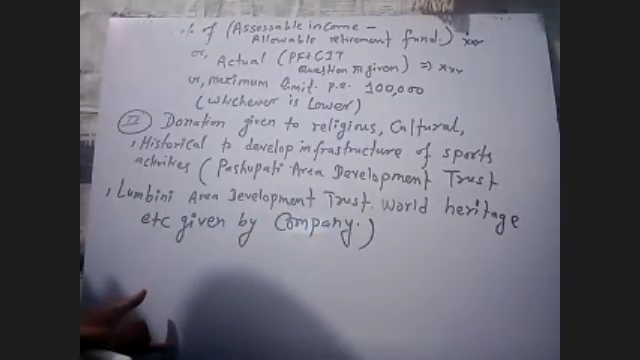 % of (Assessable income –
Allowable retirement fund.) xxx
or, Actual (PF+CIT
Question मा given) ⇒ xxx
or, maximum limit. p.a. 100,000
(whichever is Lower)
II Donation given to religious, Cultural,
, Historical to develop infrastructure of sports
activities (Pashupati Area Development Trust
, Lumbini Area Development Trust. World heritage
etc given by Company.)